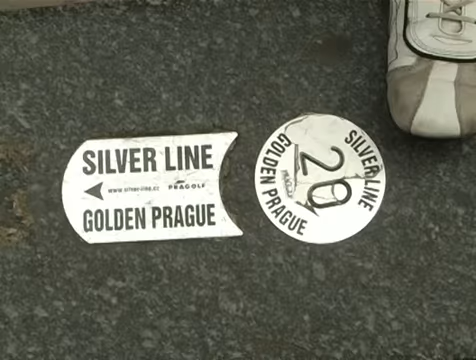 SILVER LINE
www.silver-line.cz PRAGOLF
GOLDEN PRAGUE
SILVER LINE
20
GOLDEN PRAGUE